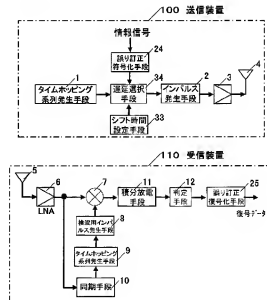 100 送信装置
情報信号
24
誤り訂正
符号化手段
34
1
2
3
4
タイムホッピング
系列発生手段
遅延選択
手段
インパルス
発生手段
シフト時間
設定手段
33
110 受信装置
5
6
7
11
12
25
LNA
積分放電
手段
判定
手段
誤り訂正
復号化手段
復号データ
8
検波用インパ
ルス発生手段
9
タイムホッピング
系列発生手段
10
同期手段